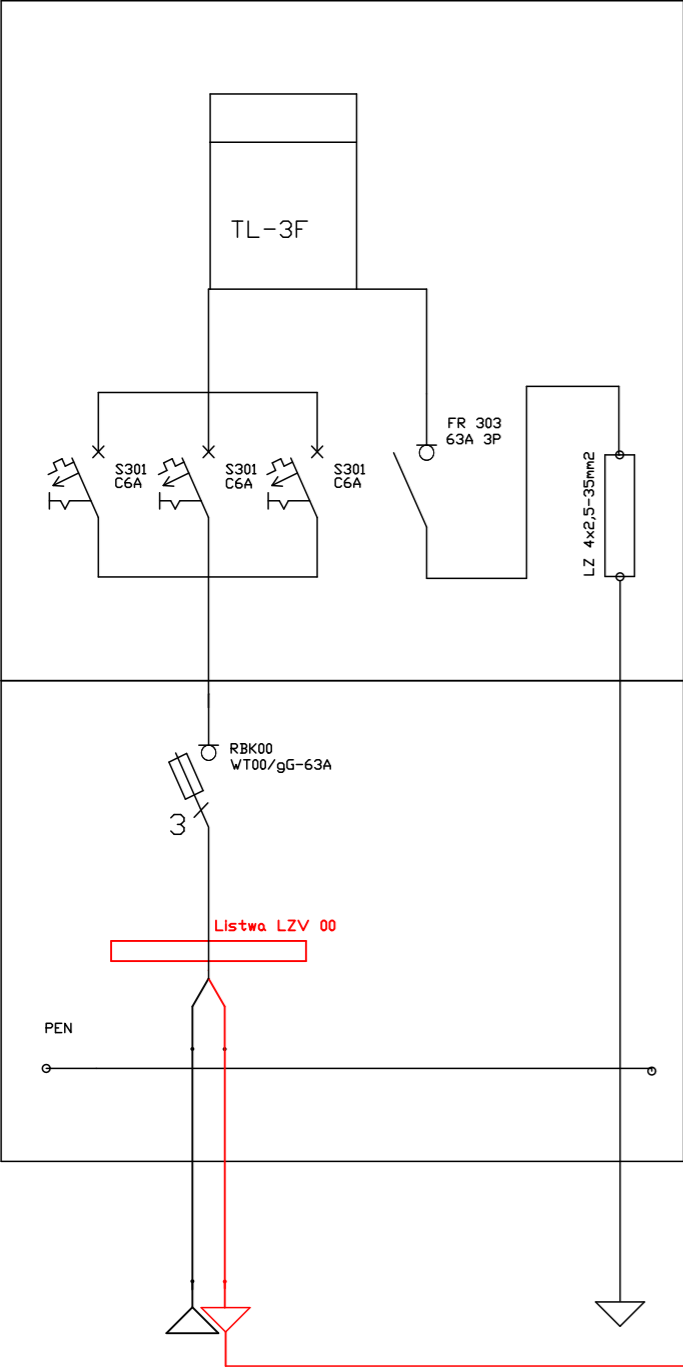 TL-3F
FR 303
63A 3P
S301
C6A
S301
C6A
S301
C6A
LZ 4x2,5-35mm2
RBK00
WT00/gG-63A
3
Listwa LZV 00
PEN